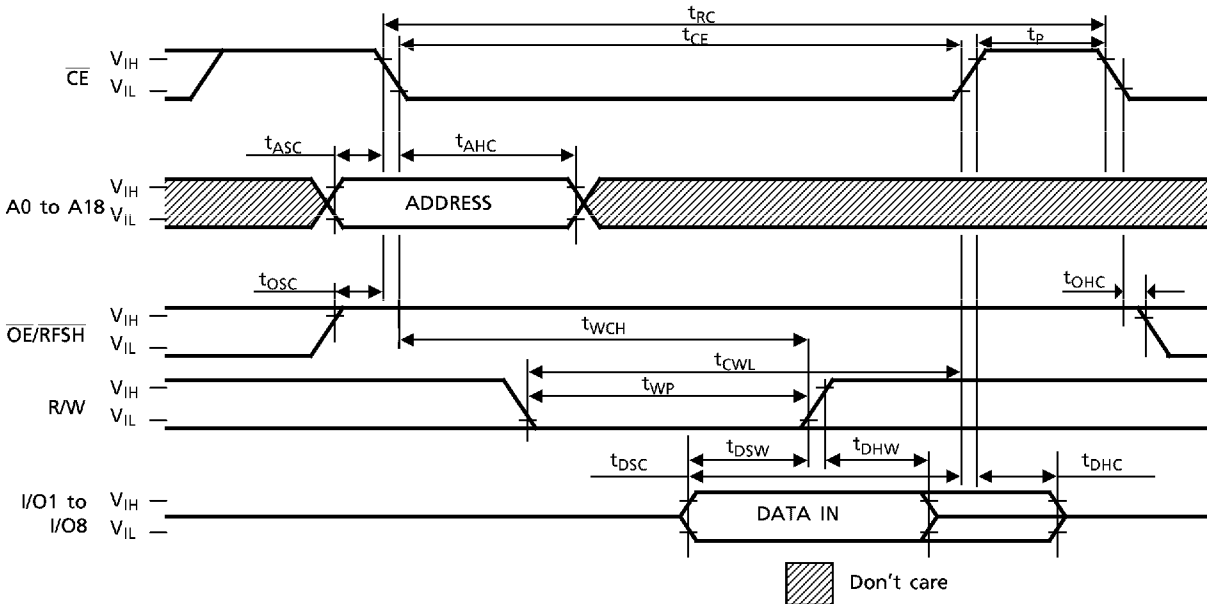 tRC
tCE
tP
CE
VIH
VIL
tASC
tAHC
A0 to A18
VIH
VIL
ADDRESS
tOSC
tOHC
OE/RFSH
VIH
VIL
tWCH
tCWL
R/W
VIH
VIL
tWP
tDSC
tDSW
tDHW
tDHC
I/O1 to
I/O8
VIH
VIL
DATA IN
Don't care